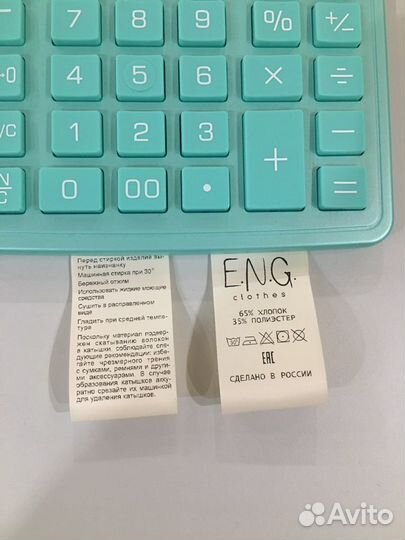 7 8 9 % +/−
→0 4 5 6 × ÷
/C 1 2 3 −
N/C 0 00 • + =
Перед стиркой изделий вы-
нуть наизнанку
Машинная стирка при 30°
Бережный отжим
Использовать жидкие моющие
средства
Сушить в расправленном
виде
Гладить при средней темпе-
ратуре
Поскольку материал подвер-
жен скатыванию волокон
в катышки, соблюдайте сле-
дующие рекомендации: избе-
гайте чрезмерного трения
с сумками, ремнями и други-
ми аксессуарами. В случае
образования катышков акку-
ратно срезайте их машинкой
для удаления катышков.
E.N.G.
clothes
65% ХЛОПОК
35% ПОЛИЭСТЕР
EAC
СДЕЛАНО В РОССИИ
Avito